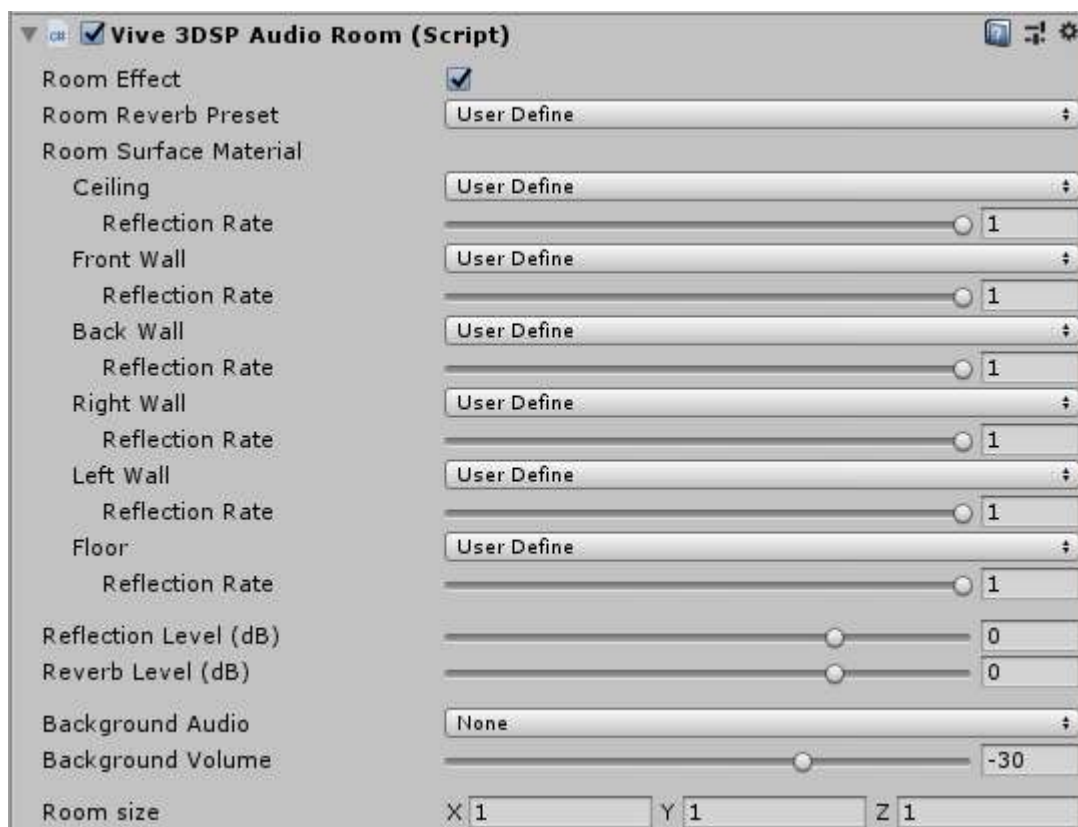 Vive 3DSP Audio Room (Script)
Room Effect
Room Reverb Preset User Define
Room Surface Material
Ceiling User Define
Reflection Rate 1
Front Wall User Define
Reflection Rate 1
Back Wall User Define
Reflection Rate 1
Right Wall User Define
Reflection Rate 1
Left Wall User Define
Reflection Rate 1
Floor User Define
Reflection Rate 1
Reflection Level (dB) 0
Reverb Level (dB) 0
Background Audio None
Background Volume -30
Room size X 1 Y 1 Z 1